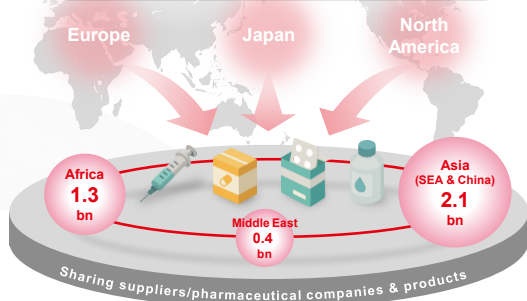 Europe
Japan
North
America
Africa
1.3
bn
Middle East
0.4
bn
Asia
(SEA & China)
2.1
bn
Sharing suppliers/pharmaceutical companies & products